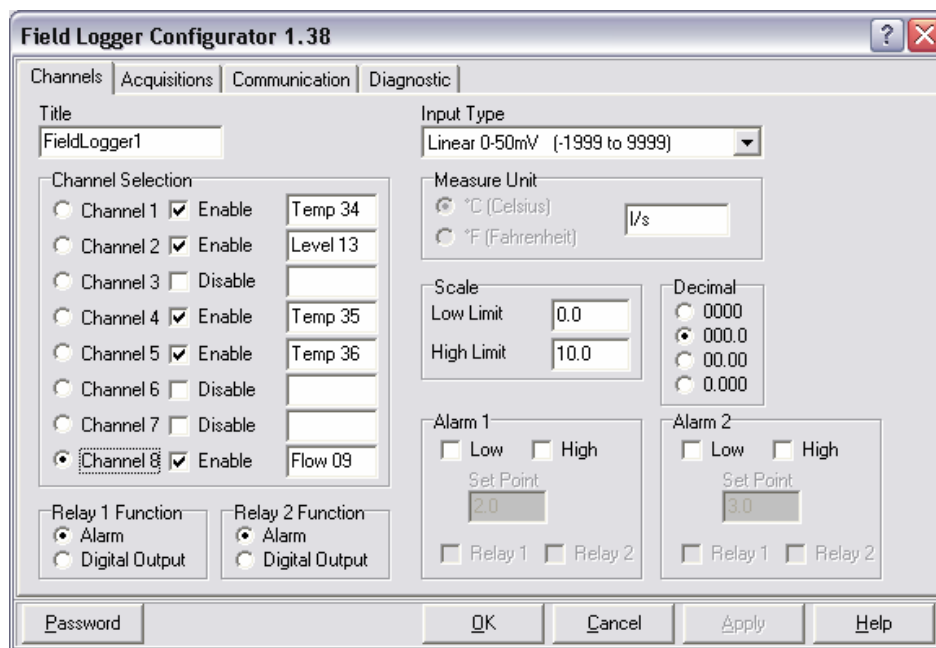 Field Logger Configurator 1.38
Channels Acquisitions Communication Diagnostic
Title
FieldLogger1
Input Type
Linear 0-50mV (-1999 to 9999)
Channel Selection
Channel 1 Enable Temp 34
Channel 2 Enable Level 13
Channel 3 Disable
Channel 4 Enable Temp 35
Channel 5 Enable Temp 36
Channel 6 Disable
Channel 7 Disable
Channel 8 Enable Flow 09
Measure Unit
°C (Celsius)
°F (Fahrenheit)
l/s
Scale
Low Limit 0.0
High Limit 10.0
Decimal
0000
000.0
00.00
0.000
Alarm 1
Low High
Set Point
2.0
Relay 1 Relay 2
Alarm 2
Low High
Set Point
3.0
Relay 1 Relay 2
Relay 1 Function
Alarm
Digital Output
Relay 2 Function
Alarm
Digital Output
Password OK Cancel Apply Help